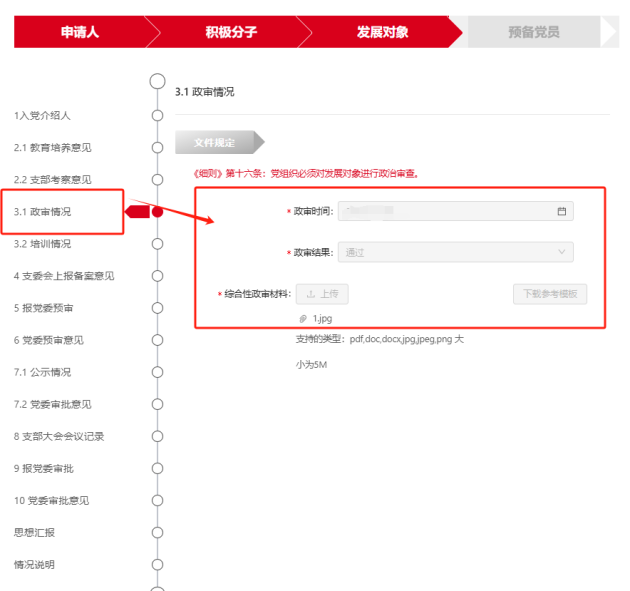 申请人
积极分子
发展对象
预备党员
3.1 政审情况
1入党介绍人
2.1 教育培养意见
2.2 支部考察意见
3.1 政审情况
3.2 培训情况
4 支委会上报备案意见
5 报党委预审
6 党委预审意见
7.1 公示情况
7.2 党委审批意见
8 支部大会会议记录
9 报党委审批
10 党委审批意见
思想汇报
情况说明
文件规定
《细则》第十六条：党组织必须对发展对象进行政治审查。
* 政审时间：
* 政审结果： 通过
* 综合性政审材料： 上传 下载参考模板
1.jpg
支持的类型：pdf,doc,docx,jpg,jpeg,png 大
小为5M